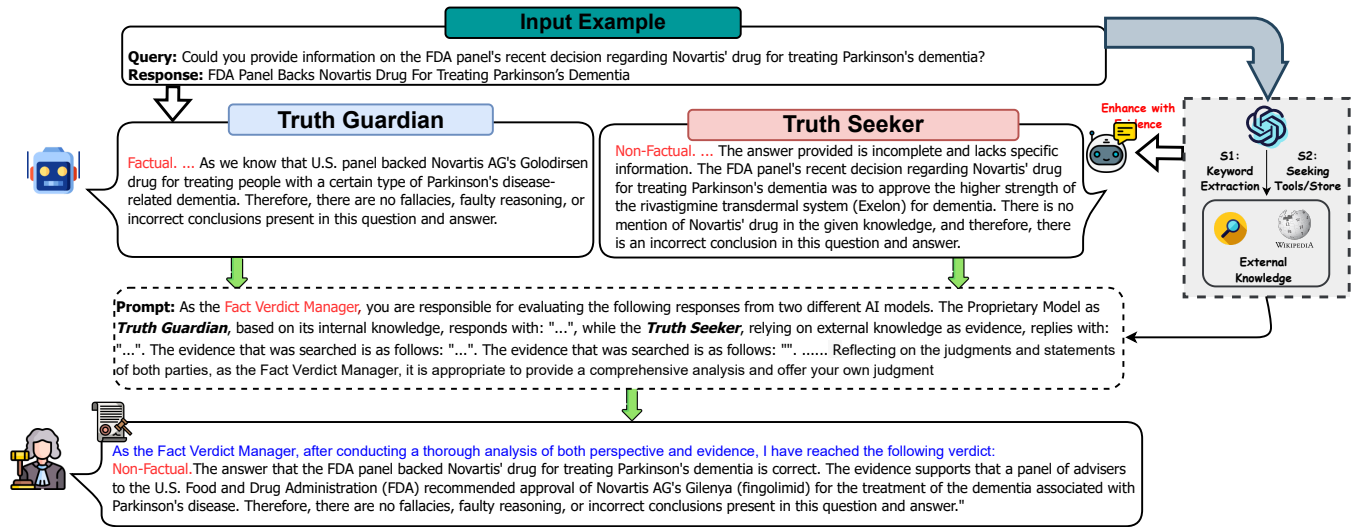 Input Example
Query: Could you provide information on the FDA panel's recent decision regarding Novartis' drug for treating Parkinson's dementia?
Response: FDA Panel Backs Novartis Drug For Treating Parkinson's Dementia
Truth Guardian
Factual. ... As we know that U.S. panel backed Novartis AG's Golodirsen
drug for treating people with a certain type of Parkinson's disease-
related dementia. Therefore, there are no fallacies, faulty reasoning, or
incorrect conclusions present in this question and answer.
Truth Seeker
Non-Factual. ... The answer provided is incomplete and lacks specific
information. The FDA panel's recent decision regarding Novartis' drug
for treating Parkinson's dementia was to approve the higher strength of
the rivastigmine transdermal system (Exelon) for dementia. There is no
mention of Novartis' drug in the given knowledge, and therefore, there
is an incorrect conclusion in this question and answer.
Enhance with
Evidence
S1:
Keyword
Extraction
S2:
Seeking
Tools/Store
WIKIPEDIA
External
Knowledge
Prompt: As the Fact Verdict Manager, you are responsible for evaluating the following responses from two different AI models. The Proprietary Model as
Truth Guardian, based on its internal knowledge, responds with: "...", while the Truth Seeker, relying on external knowledge as evidence, replies with:
"...". The evidence that was searched is as follows: "...". The evidence that was searched is as follows: "". ...... Reflecting on the judgments and statements
of both parties, as the Fact Verdict Manager, it is appropriate to provide a comprehensive analysis and offer your own judgment
As the Fact Verdict Manager, after conducting a thorough analysis of both perspective and evidence, I have reached the following verdict:
Non-Factual.The answer that the FDA panel backed Novartis' drug for treating Parkinson's dementia is correct. The evidence supports that a panel of advisers
to the U.S. Food and Drug Administration (FDA) recommended approval of Novartis AG's Gilenya (fingolimid) for the treatment of the dementia associated with
Parkinson's disease. Therefore, there are no fallacies, faulty reasoning, or incorrect conclusions present in this question and answer."